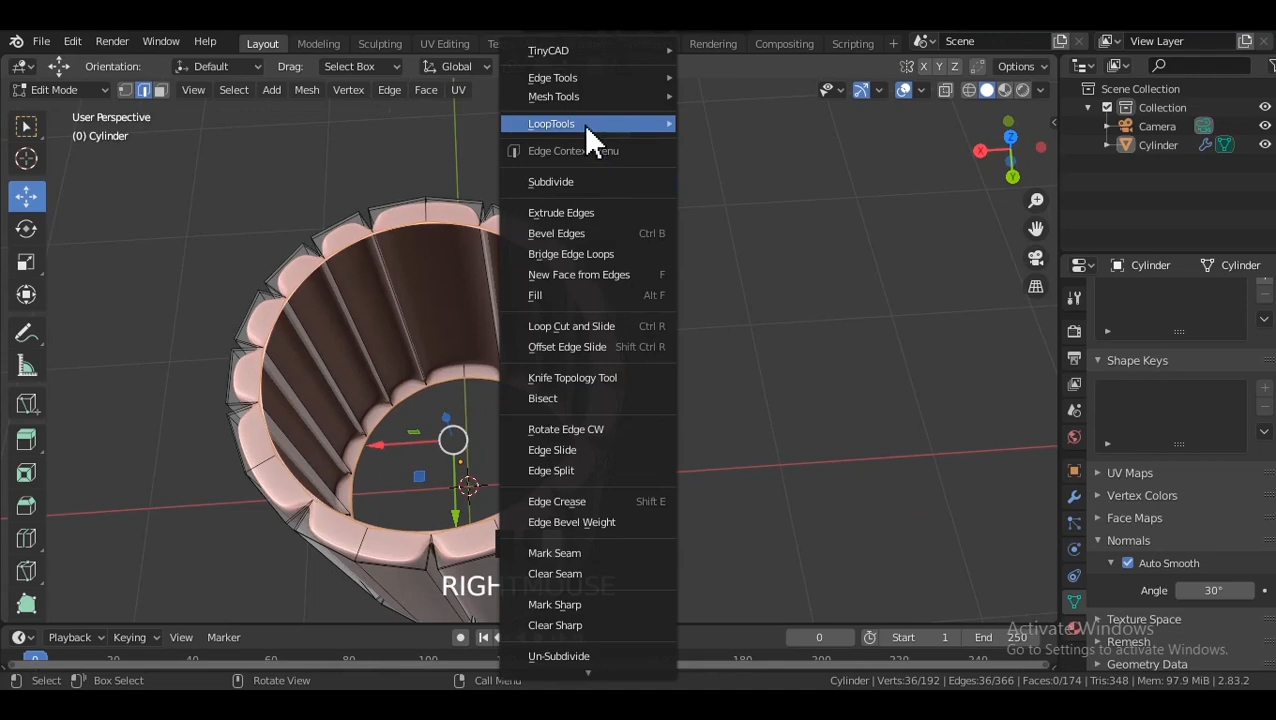 File Edit Render Window Help Layout Modeling Sculpting UV Editing Rendering Compositing Scripting + Scene View Layer
Orientation: Default Drag: Select Box Global X Y Z Options
Edit Mode View Select Add Mesh Vertex Edge Face UV
User Perspective
(0) Cylinder
TinyCAD
Edge Tools
Mesh Tools
LoopTools
Subdivide
Extrude Edges
Bevel Edges Ctrl B
Bridge Edge Loops
New Face from Edges F
Fill Alt F
Loop Cut and Slide Ctrl R
Offset Edge Slide Shift Ctrl R
Knife Topology Tool
Bisect
Rotate Edge CW
Edge Slide
Edge Split
Edge Crease Shift E
Edge Bevel Weight
Mark Seam
Clear Seam
Mark Sharp
Clear Sharp
Un-Subdivide
X
Z
Y
Scene Collection
Collection
Camera
Cylinder
Cylinder Cylinder
Shape Keys
UV Maps
Vertex Colors
Face Maps
Normals
Auto Smooth
Angle 30°
Texture Space
Remesh
Geometry Data
Activate Windows
Go to Settings to activate Windows.
Playback Keying View Marker 0 Start 1 End 250
0
Select Box Select Rotate View Call Menu Cylinder | Verts:36/192 | Edges:36/366 | Faces:0/174 | Tris:348 | Mem: 97.9 MiB | 2.83.2